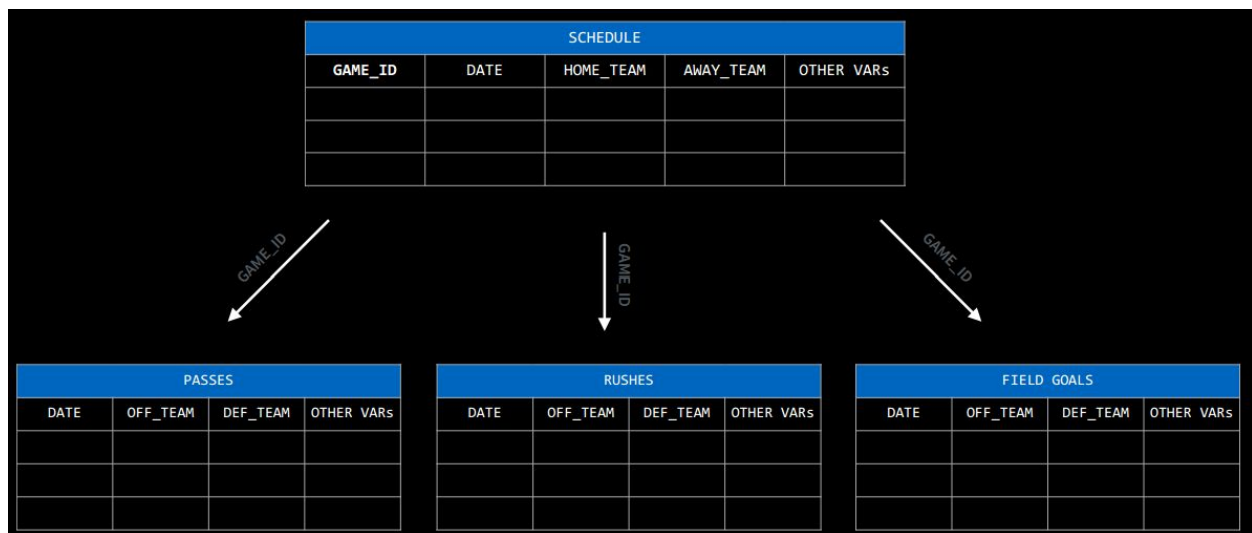 SCHEDULE
GAME_ID DATE HOME_TEAM AWAY_TEAM OTHER VARs
GAME_ID
GAME_ID
GAME_ID
PASSES
DATE OFF_TEAM DEF_TEAM OTHER VARs
RUSHES
DATE OFF_TEAM DEF_TEAM OTHER VARs
FIELD GOALS
DATE OFF_TEAM DEF_TEAM OTHER VARs